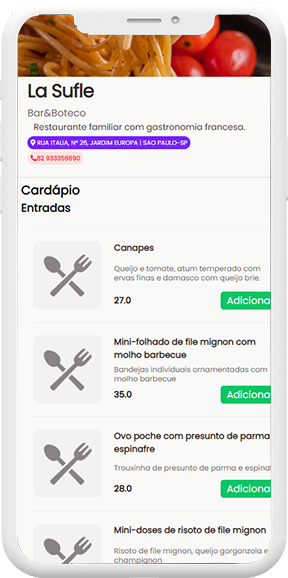 La Sufle
Bar&Boteco
Restaurante familiar com gastronomia francesa.
RUA ITALIA, Nº 26, JARDIM EUROPA | SAO PAULO-SP
82 933356890
Cardápio
Entradas
Canapes
Queijo e tomate, atum temperado com
ervas finas e damasco com queijo brie.
27.0
Adiciona
Mini-folhado de file mignon com
molho barbecue
Bandejas individuais ornamentadas com
molho barbecue
35.0
Adiciona
Ovo poche com presunto de parma
espinafre
Trouxinha de presunto de parma e espinaf
28.0
Adiciona
Mini-doses de risoto de file mignon
Risoto de file mignon, queijo gorgonzola e
champignon